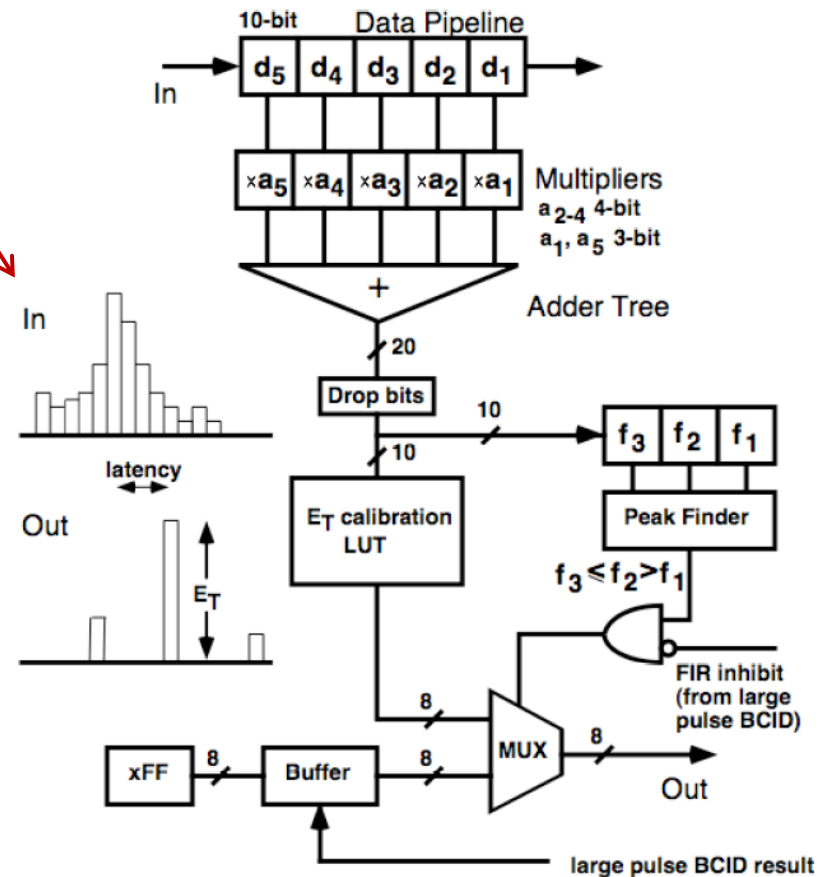 10-bit
Data Pipeline
In
d5 d4 d3 d2 d1
×a5 ×a4 ×a3 ×a2 ×a1
Multipliers
a2-4 4-bit
a1, a5 3-bit
+
Adder Tree
20
Drop bits
10
10
In
latency
Out
ET
ET calibration
LUT
f3 f2 f1
Peak Finder
f3 ≤ f2 > f1
FIR inhibit
(from large
pulse BCID)
8
MUX
8
Out
xFF
8
Buffer
8
large pulse BCID result